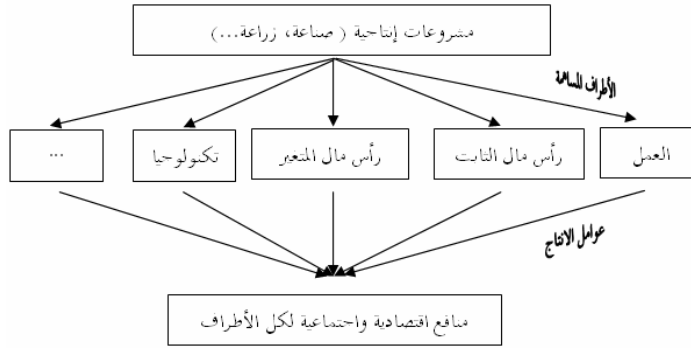 مشروعات إنتاجية ( صناعة، زراعة...)
الأطراف المساهمة
العمل
رأس مال الثابت
رأس مال المتغير
تكنولوجيا
...
عوامل الانتاج
منافع اقتصادية واجتماعية لكل الأطراف